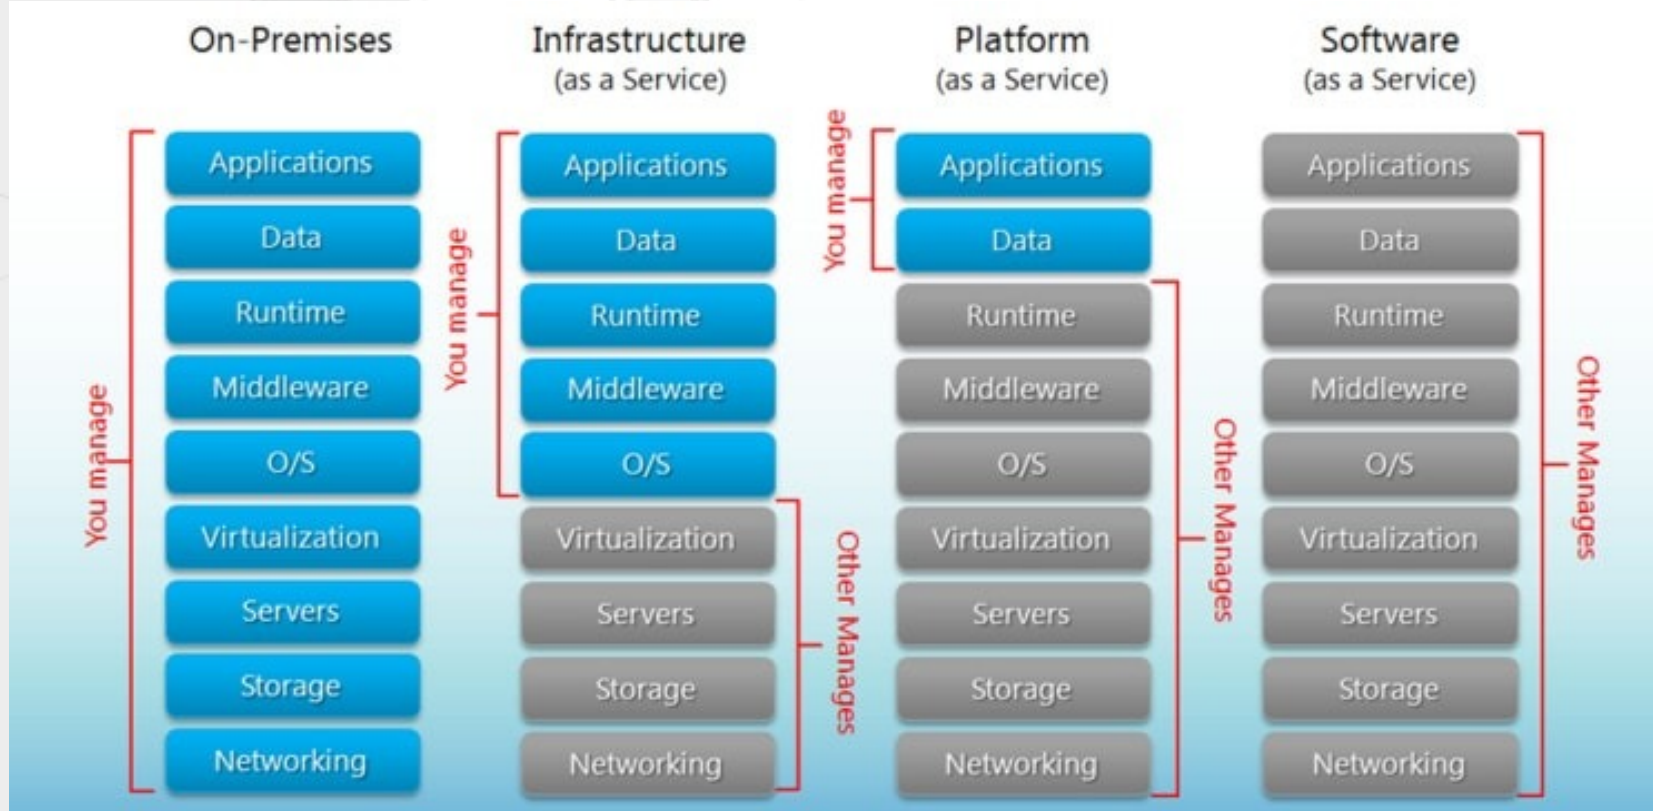 On-Premises
You manage
Applications
Data
Runtime
Middleware
O/S
Virtualization
Servers
Storage
Networking
Infrastructure
(as a Service)
You manage
Applications
Data
Runtime
Middleware
O/S
Virtualization
Servers
Storage
Networking
Other Manages
Platform
(as a Service)
You manage
Applications
Data
Runtime
Middleware
O/S
Virtualization
Servers
Storage
Networking
Other Manages
Software
(as a Service)
Applications
Data
Runtime
Middleware
O/S
Virtualization
Servers
Storage
Networking
Other Manages